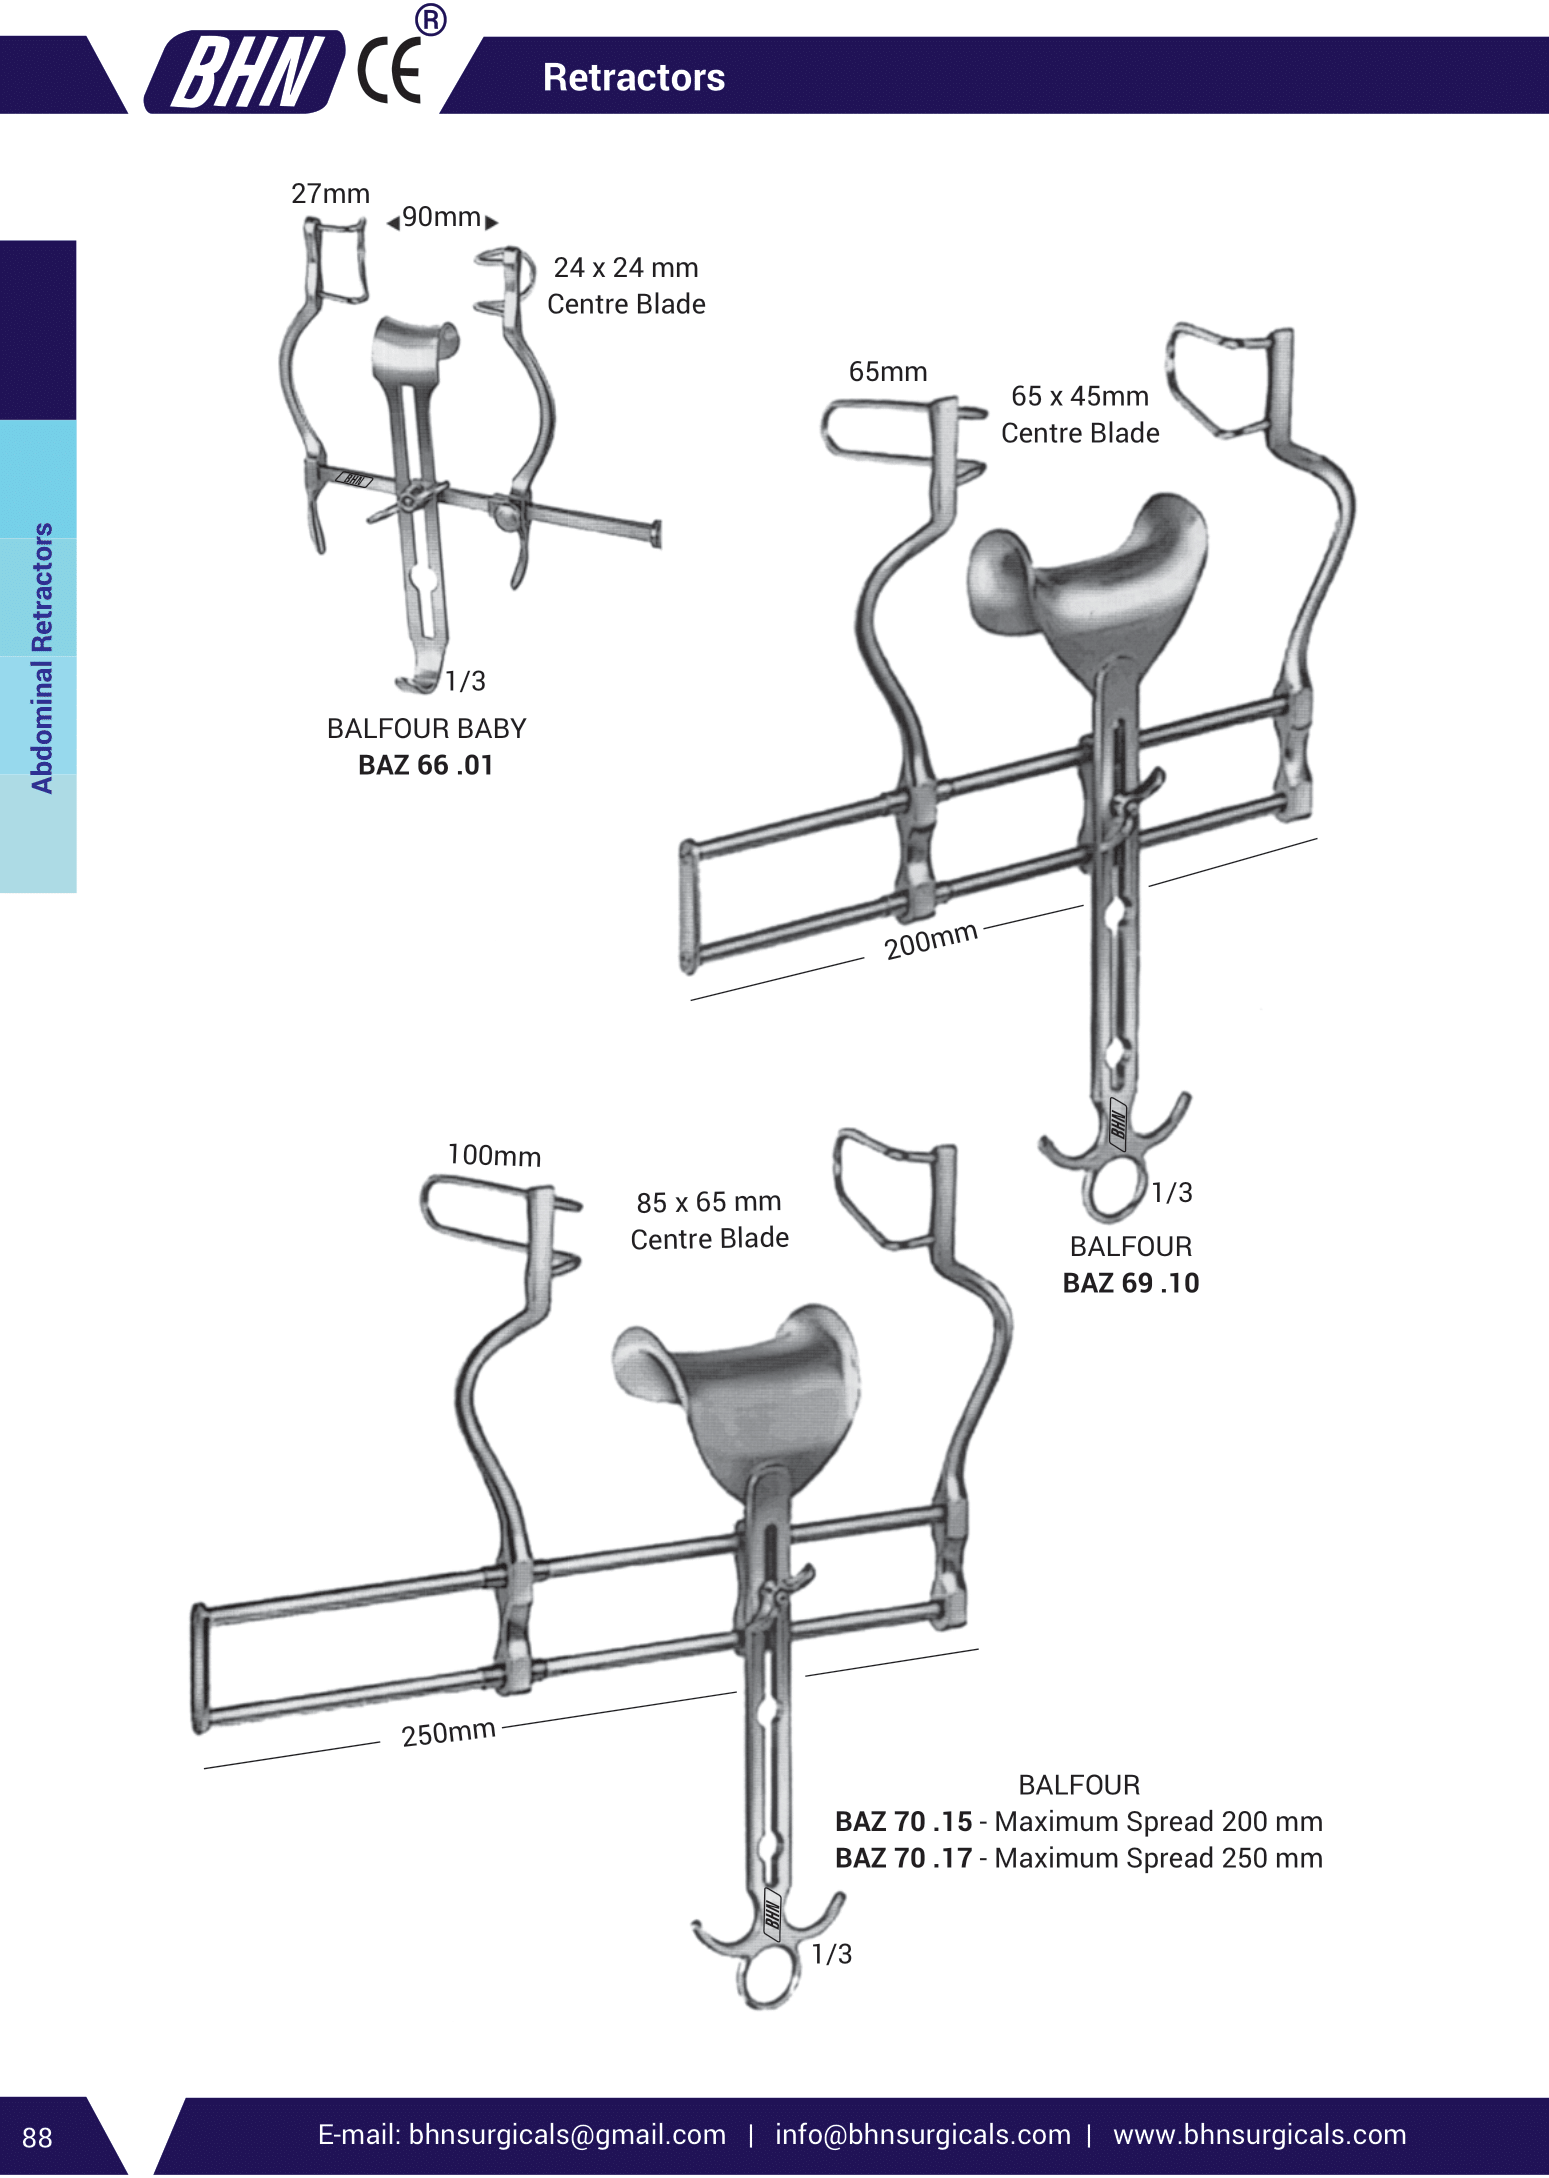 BHN CE ®
Retractors
27mm
90mm
24 x 24 mm
Centre Blade
BHN
1/3
BALFOUR BABY
BAZ 66 .01
65mm
65 x 45mm
Centre Blade
200mm
BHN
1/3
BALFOUR
BAZ 69 .10
Abdominal Retractors
100mm
85 x 65 mm
Centre Blade
250mm
BALFOUR
BAZ 70 .15 - Maximum Spread 200 mm
BAZ 70 .17 - Maximum Spread 250 mm
BHN
1/3
88
E-mail: bhnsurgicals@gmail.com | info@bhnsurgicals.com | www.bhnsurgicals.com